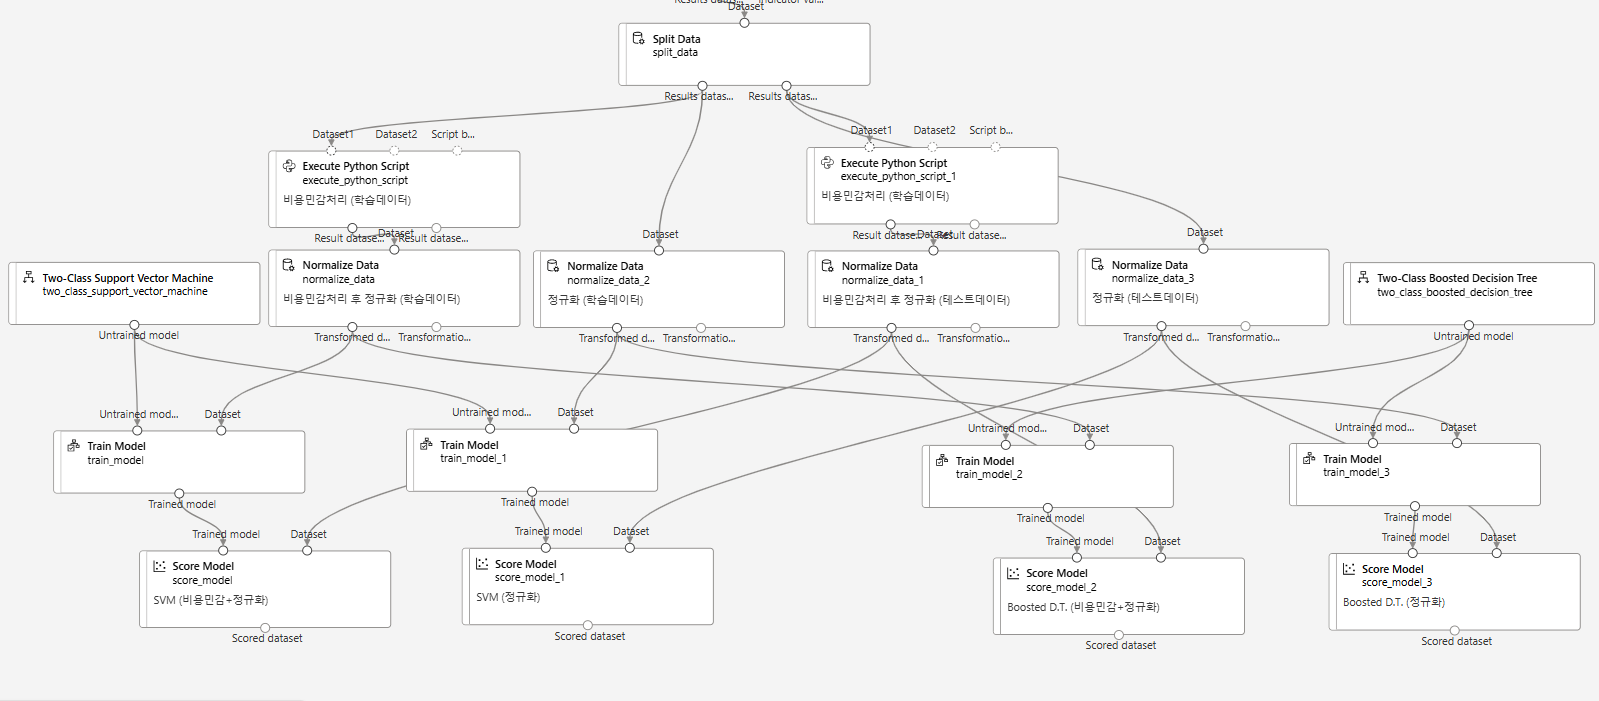 Dataset
Split Data
split_data
Results datas...
Results datas...
Dataset1
Dataset2
Script b...
Execute Python Script
execute_python_script
비용민감처리 (학습데이터)
Result datase...
Result datase...
Dataset1
Dataset2
Script b...
Execute Python Script
execute_python_script_1
비용민감처리 (학습데이터)
Result datase...
Result datase...
Two-Class Support Vector Machine
two_class_support_vector_machine
Untrained model
Dataset
Normalize Data
normalize_data
비용민감처리 후 정규화 (학습데이터)
Transformed d...
Transformatio...
Dataset
Normalize Data
normalize_data_2
정규화 (학습데이터)
Transformed d...
Transformatio...
Dataset
Normalize Data
normalize_data_1
비용민감처리 후 정규화 (테스트데이터)
Transformed d...
Transformatio...
Dataset
Normalize Data
normalize_data_3
정규화 (테스트데이터)
Transformed d...
Transformatio...
Two-Class Boosted Decision Tree
two_class_boosted_decision_tree
Untrained model
Untrained mod...
Dataset
Train Model
train_model
Trained model
Untrained mod...
Dataset
Train Model
train_model_1
Trained model
Untrained mod...
Dataset
Train Model
train_model_2
Trained model
Untrained mod...
Dataset
Train Model
train_model_3
Trained model
Trained model
Dataset
Score Model
score_model
SVM (비용민감+정규화)
Scored dataset
Trained model
Dataset
Score Model
score_model_1
SVM (정규화)
Scored dataset
Trained model
Dataset
Score Model
score_model_2
Boosted D.T. (비용민감+정규화)
Scored dataset
Trained model
Dataset
Score Model
score_model_3
Boosted D.T. (정규화)
Scored dataset